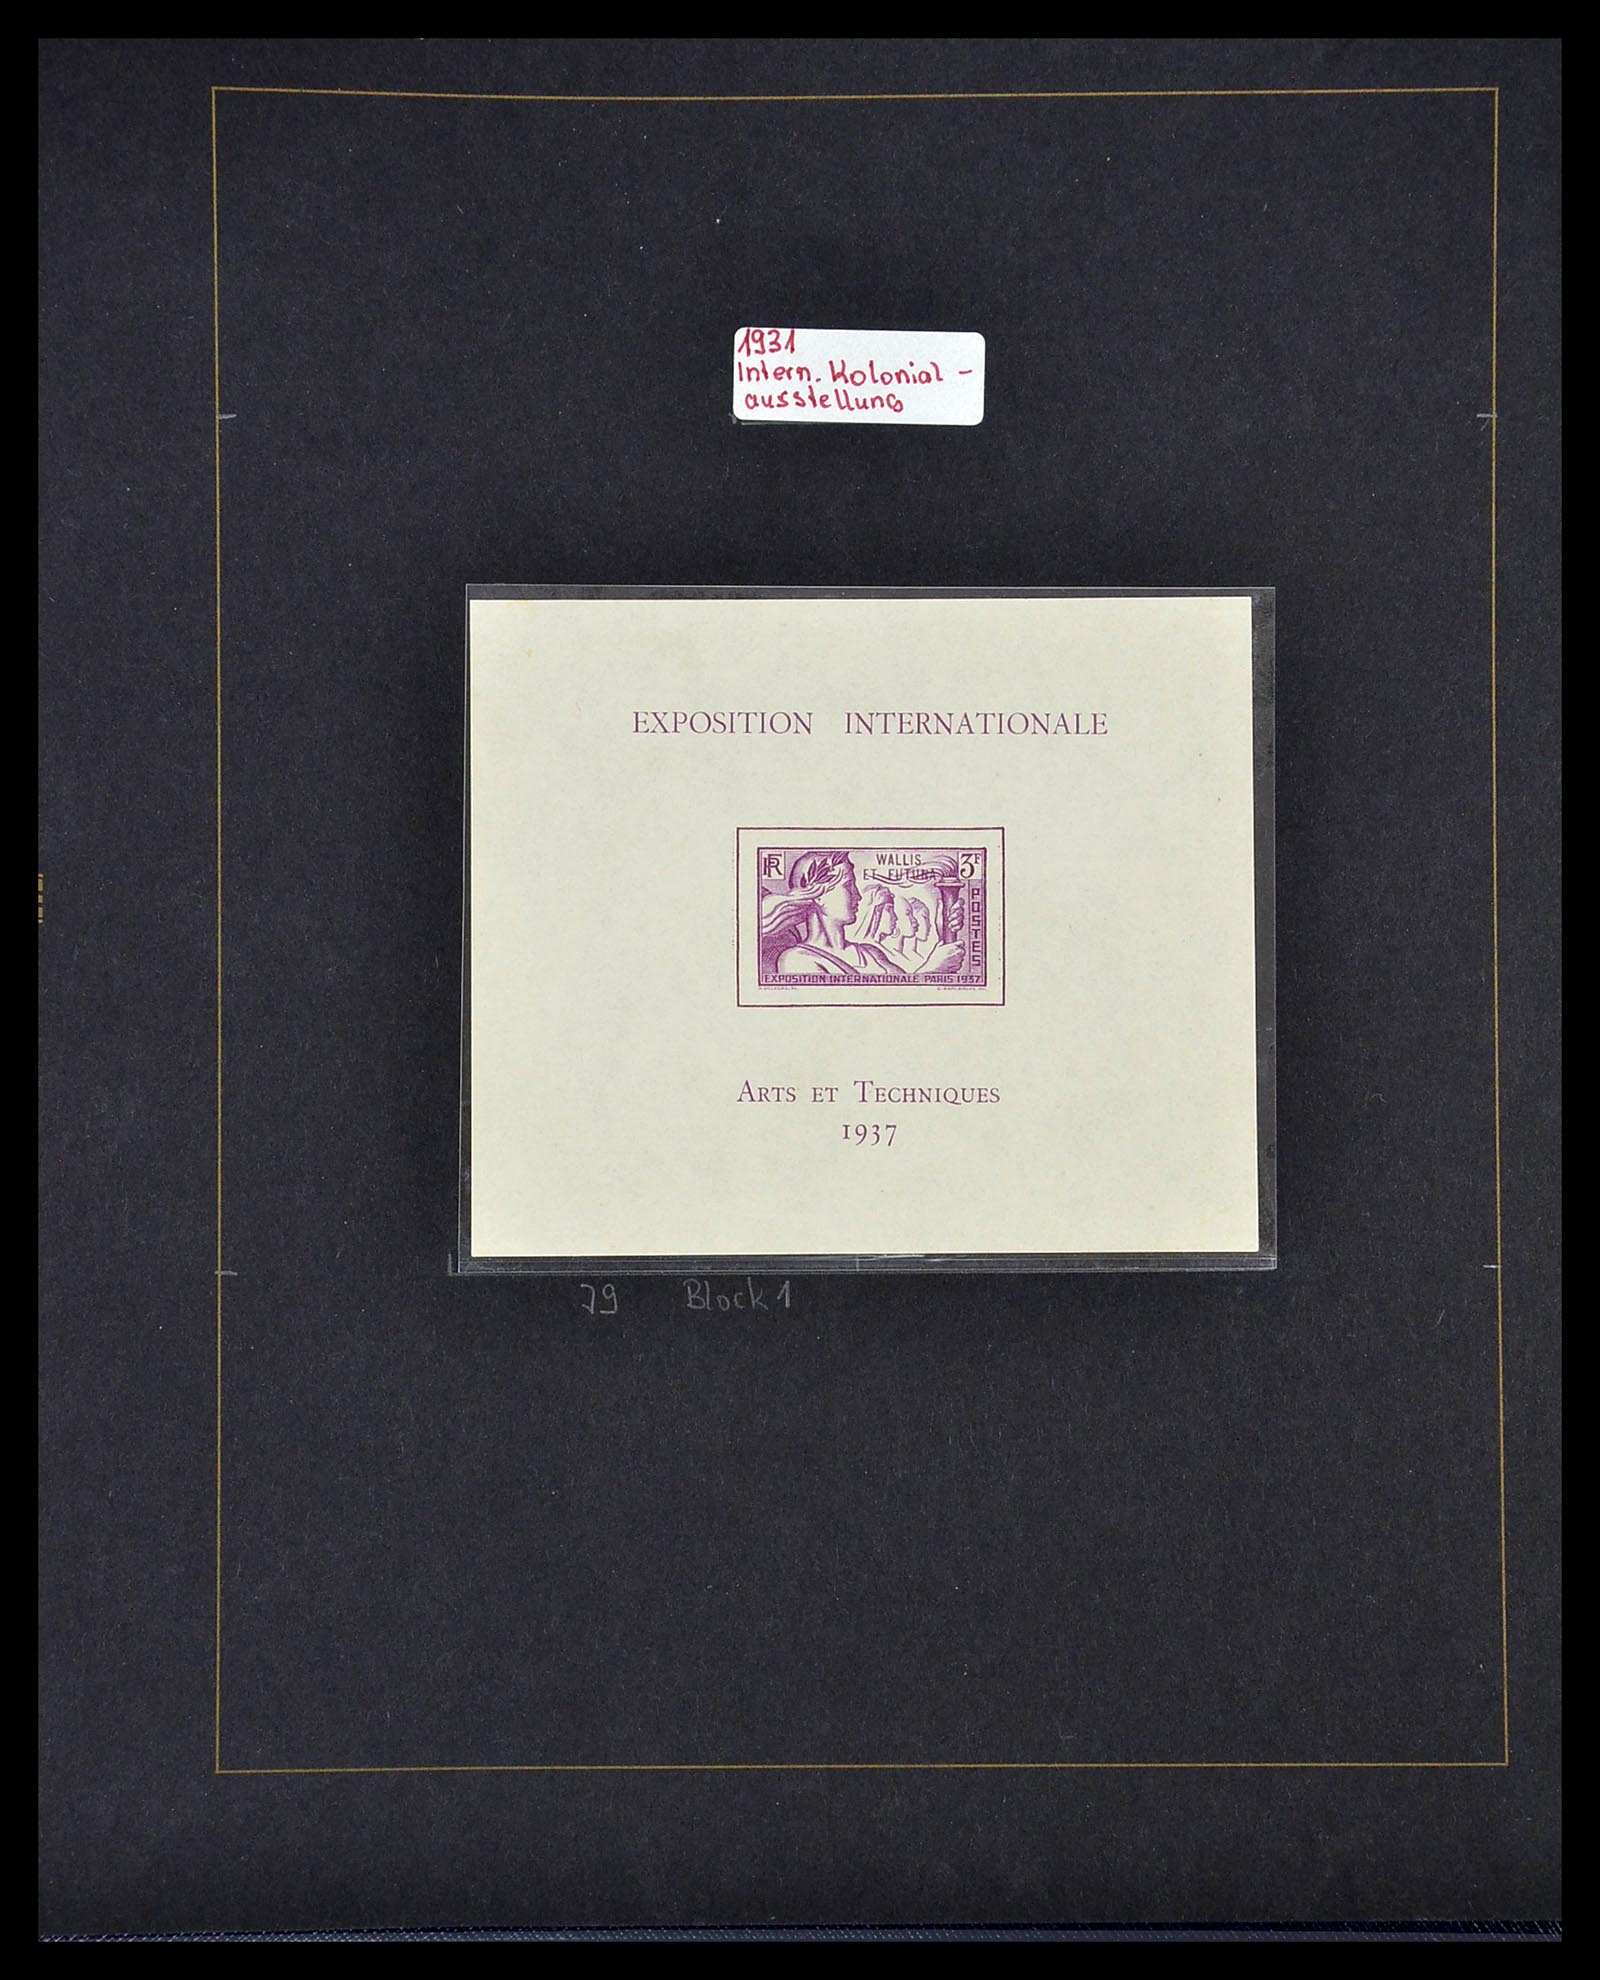 1931
Intern. Kolonial -
ausstellung
EXPOSITION INTERNATIONALE
RF
WALLIS
ET FUTUNA
3F
POSTES
EXPOSITION INTERNATIONALE PARIS 1937
ARTS ET TECHNIQUES
1937
79 Block 1